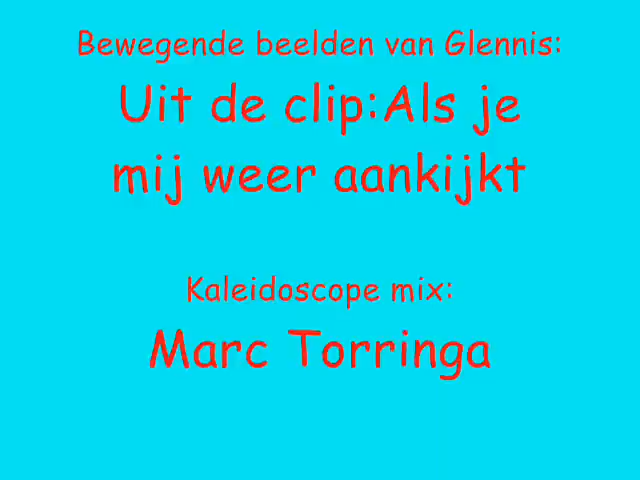 Bewegende beelden van Glennis:
Uit de clip:Als je
mij weer aankijkt
Kaleidoscope mix:
Marc Torringa